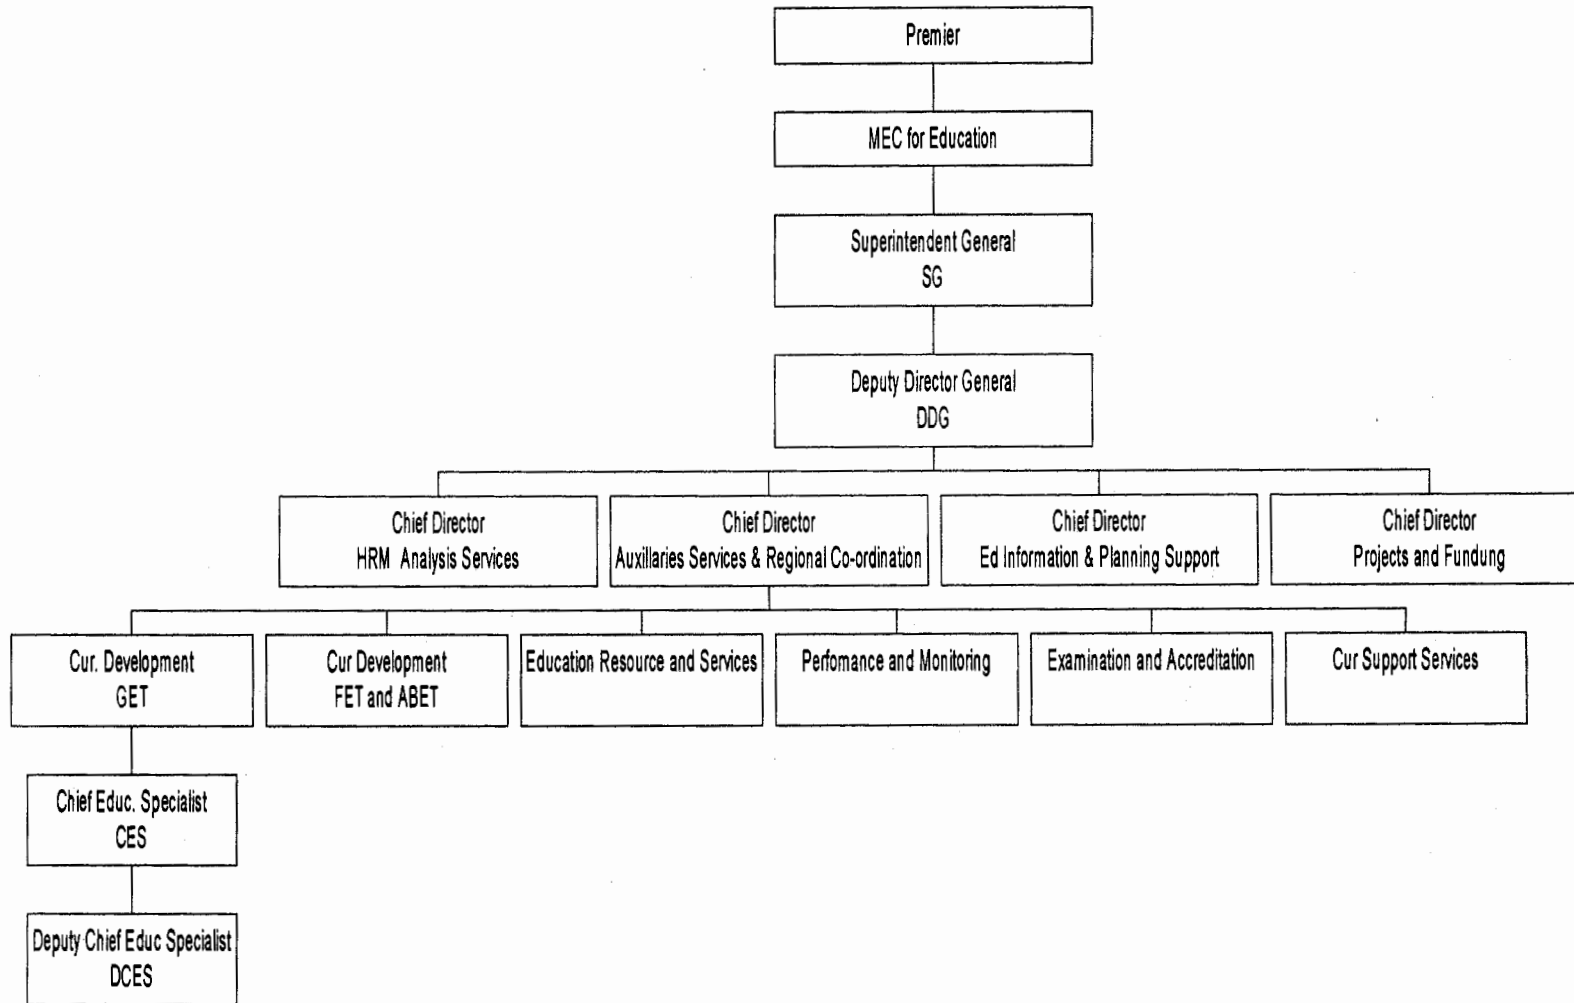 Premier
MEC for Education
Superintendent General
SG
Deputy Director General
DDG
Chief Director
HRM Analysis Services
Chief Director
Auxillaries Services & Regional Co-ordination
Chief Director
Ed Information & Planning Support
Chief Director
Projects and Fundung
Cur. Development
GET
Cur Development
FET and ABET
Education Resource and Services
Perfomance and Monitoring
Examination and Accreditation
Cur Support Services
Chief Educ. Specialist
CES
Deputy Chief Educ Specialist
DCES